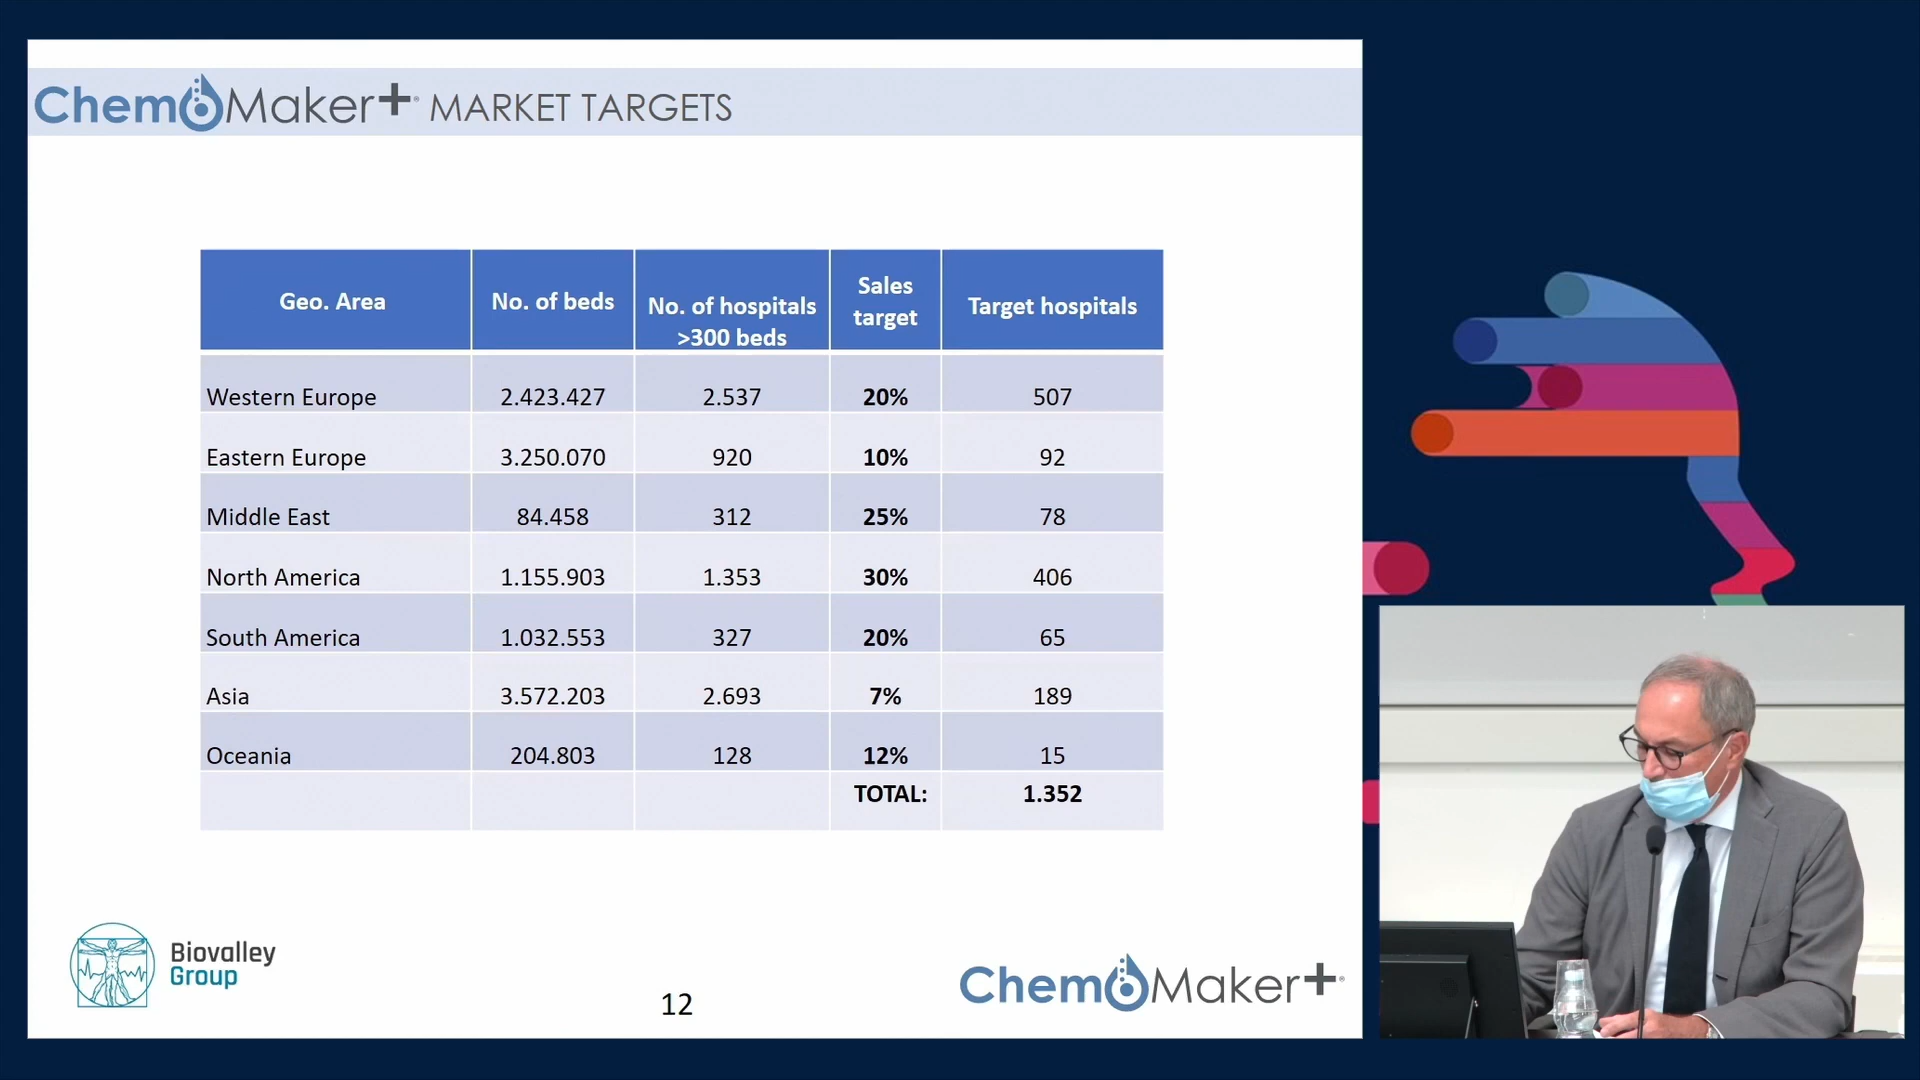 ChemoMaker+ MARKET TARGETS
Geo. Area No. of beds No. of hospitals >300 beds Sales target Target hospitals
Western Europe 2.423.427 2.537 20% 507
Eastern Europe 3.250.070 920 10% 92
Middle East 84.458 312 25% 78
North America 1.155.903 1.353 30% 406
South America 1.032.553 327 20% 65
Asia 3.572.203 2.693 7% 189
Oceania 204.803 128 12% 15
TOTAL: 1.352
Biovalley
Group
12
ChemoMaker+